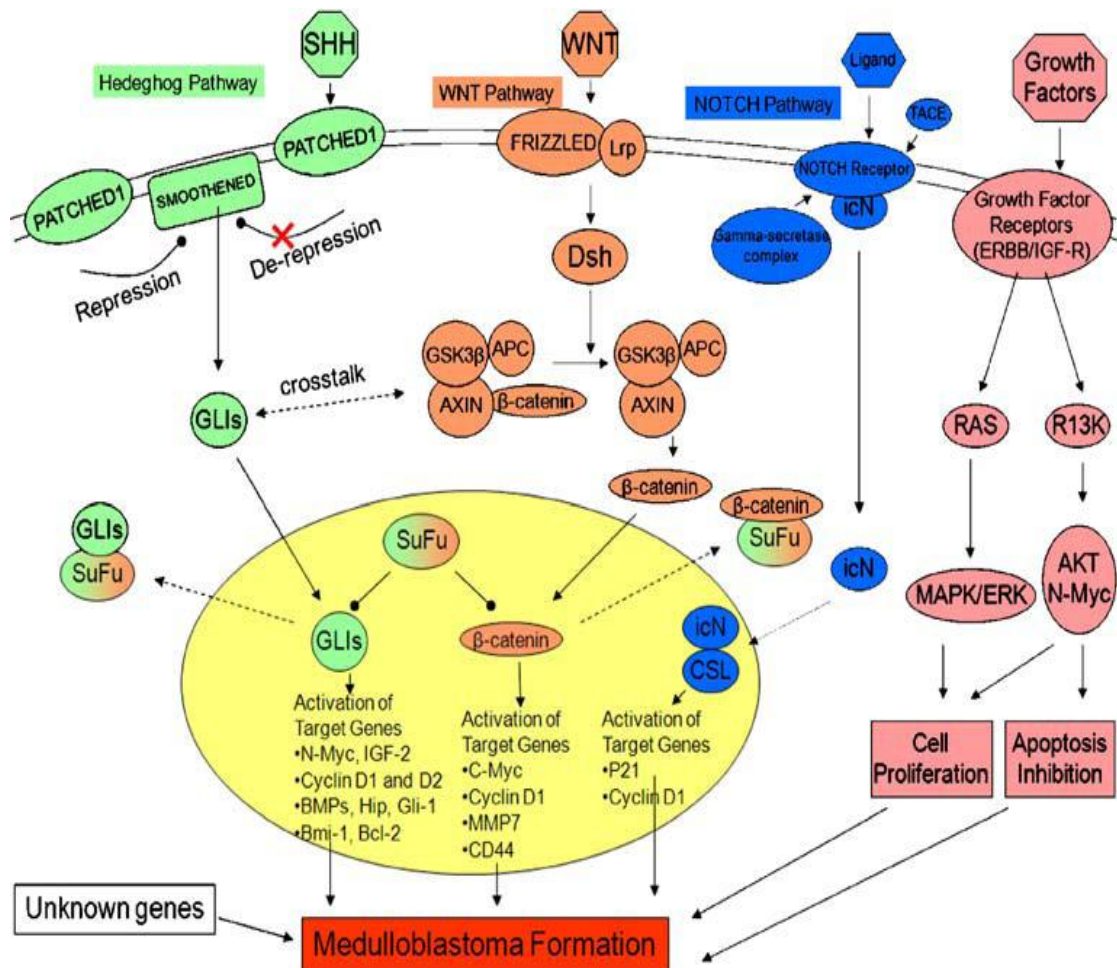 SHH
WNT
Ligand
Growth
Factors
Hedeghog Pathway
WNT Pathway
NOTCH Pathway
TACE
PATCHED1
FRIZZLED
Lrp
NOTCH Receptor
icN
PATCHED1
SMOOTHENED
Growth Factor
Receptors
(ERBB/IGF-R)
Repression
De-repression
Dsh
Gamma-secretase
complex
GSK3β
APC
AXIN
β-catenin
GSK3β
APC
AXIN
crosstalk
GLIs
RAS
R13K
β-catenin
β-catenin
SuFu
GLIs
SuFu
SuFu
icN
MAPK/ERK
AKT
N-Myc
GLIs
β-catenin
icN
CSL
Activation of
Target Genes
•N-Myc, IGF-2
•Cyclin D1 and D2
•BMPs, Hip, Gli-1
•Bmi-1, Bcl-2
Activation of
Target Genes
•C-Myc
•Cyclin D1
•MMP7
•CD44
Activation of
Target Genes
•P21
•Cyclin D1
Cell
Proliferation
Apoptosis
Inhibition
Unknown genes
Medulloblastoma Formation